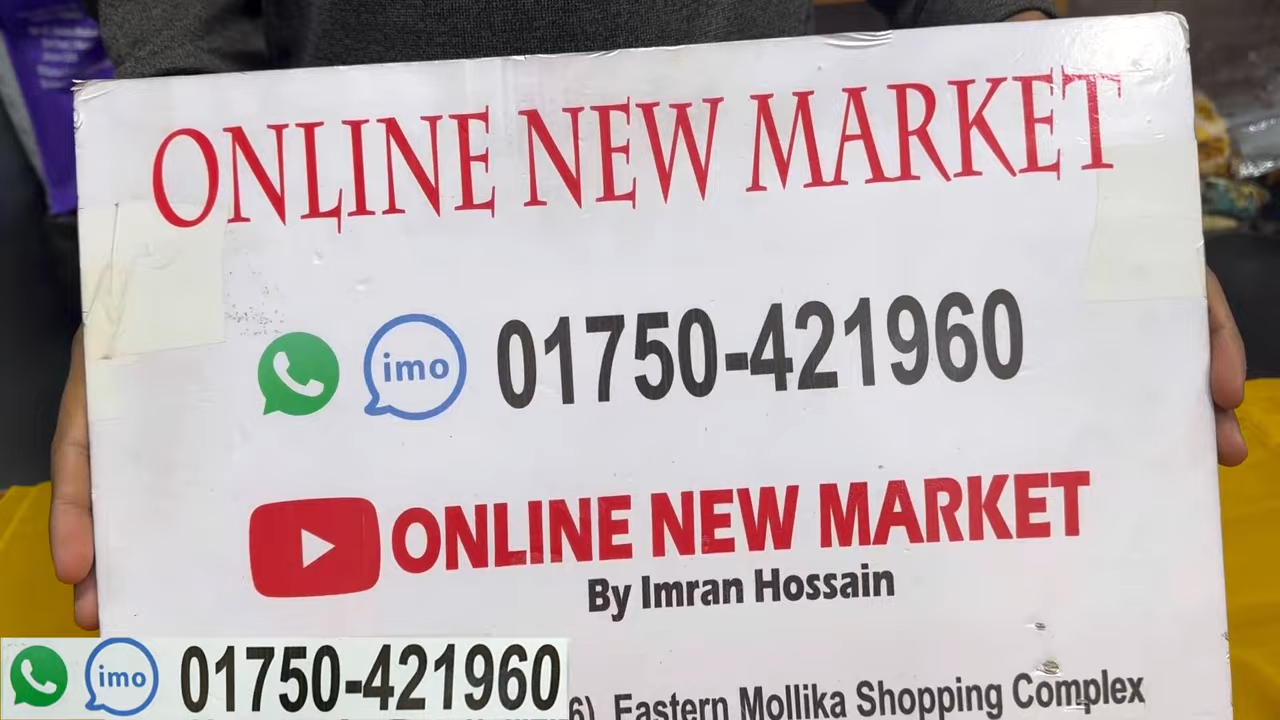 ONLINE NEW MARKET
imo 01750-421960
ONLINE NEW MARKET
By Imran Hossain
6), Eastern Mollika Shopping Complex
imo 01750-421960